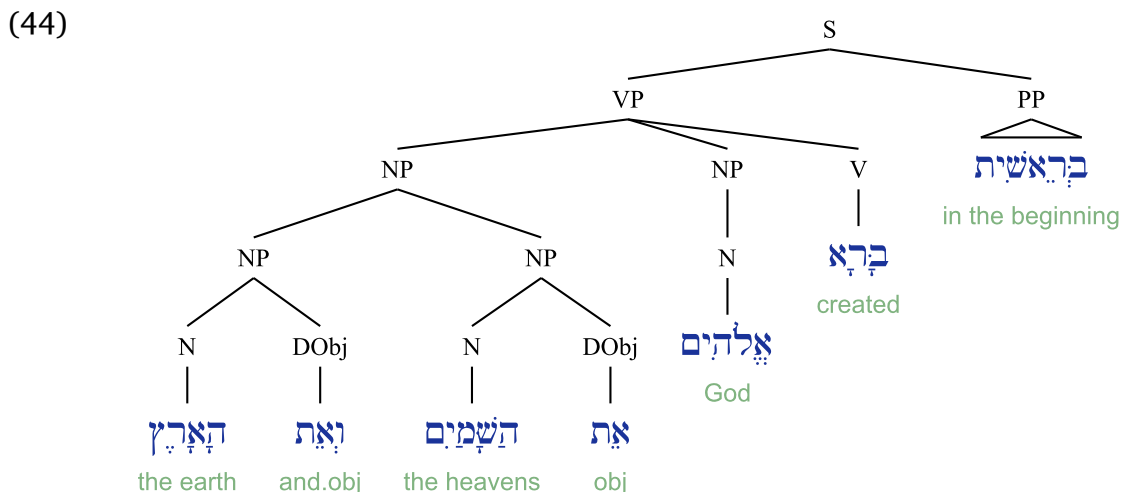 (44)
S
VP PP
NP NP V בְּרֵאשִׁית
in the beginning
NP NP N בָּרָא
created
N DObj N DObj אֱלֹהִים
God
הָאָרֶץ וְאֵת הַשָּׁמַיִם אֵת
the earth and.obj the heavens obj